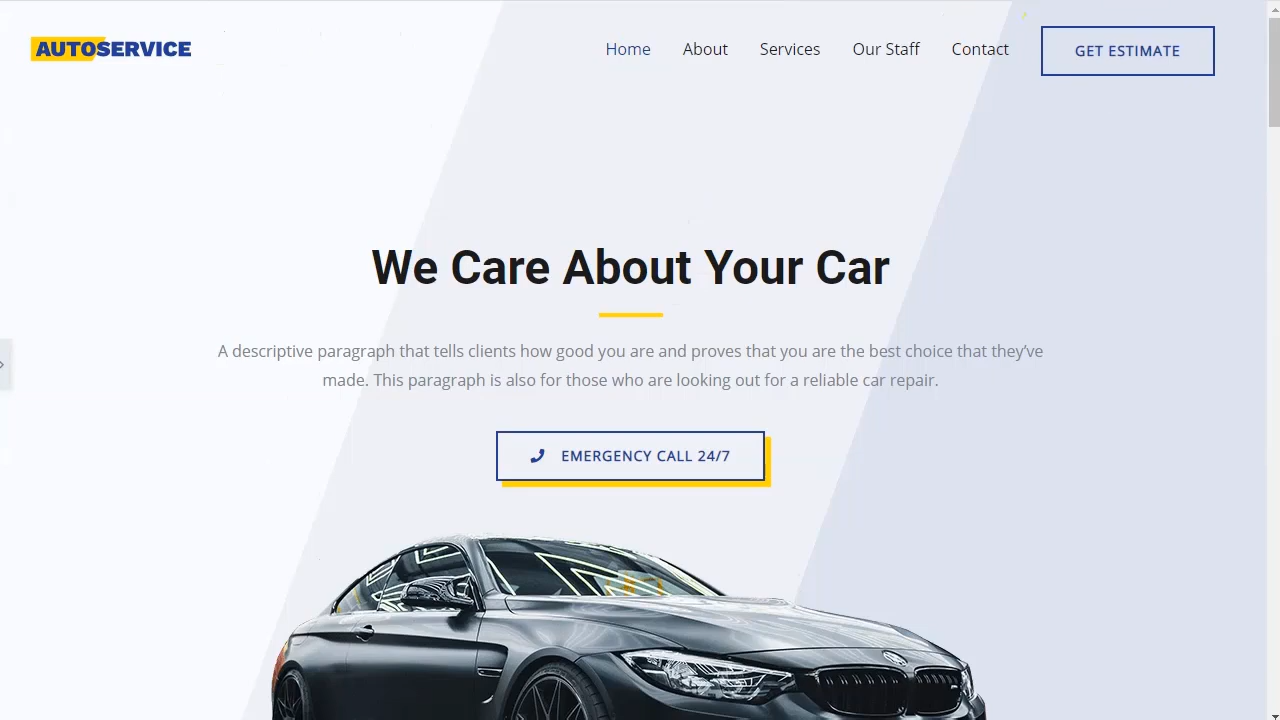 AUTOSERVICE
Home About Services Our Staff Contact GET ESTIMATE
We Care About Your Car
A descriptive paragraph that tells clients how good you are and proves that you are the best choice that they’ve
made. This paragraph is also for those who are looking out for a reliable car repair.
EMERGENCY CALL 24/7